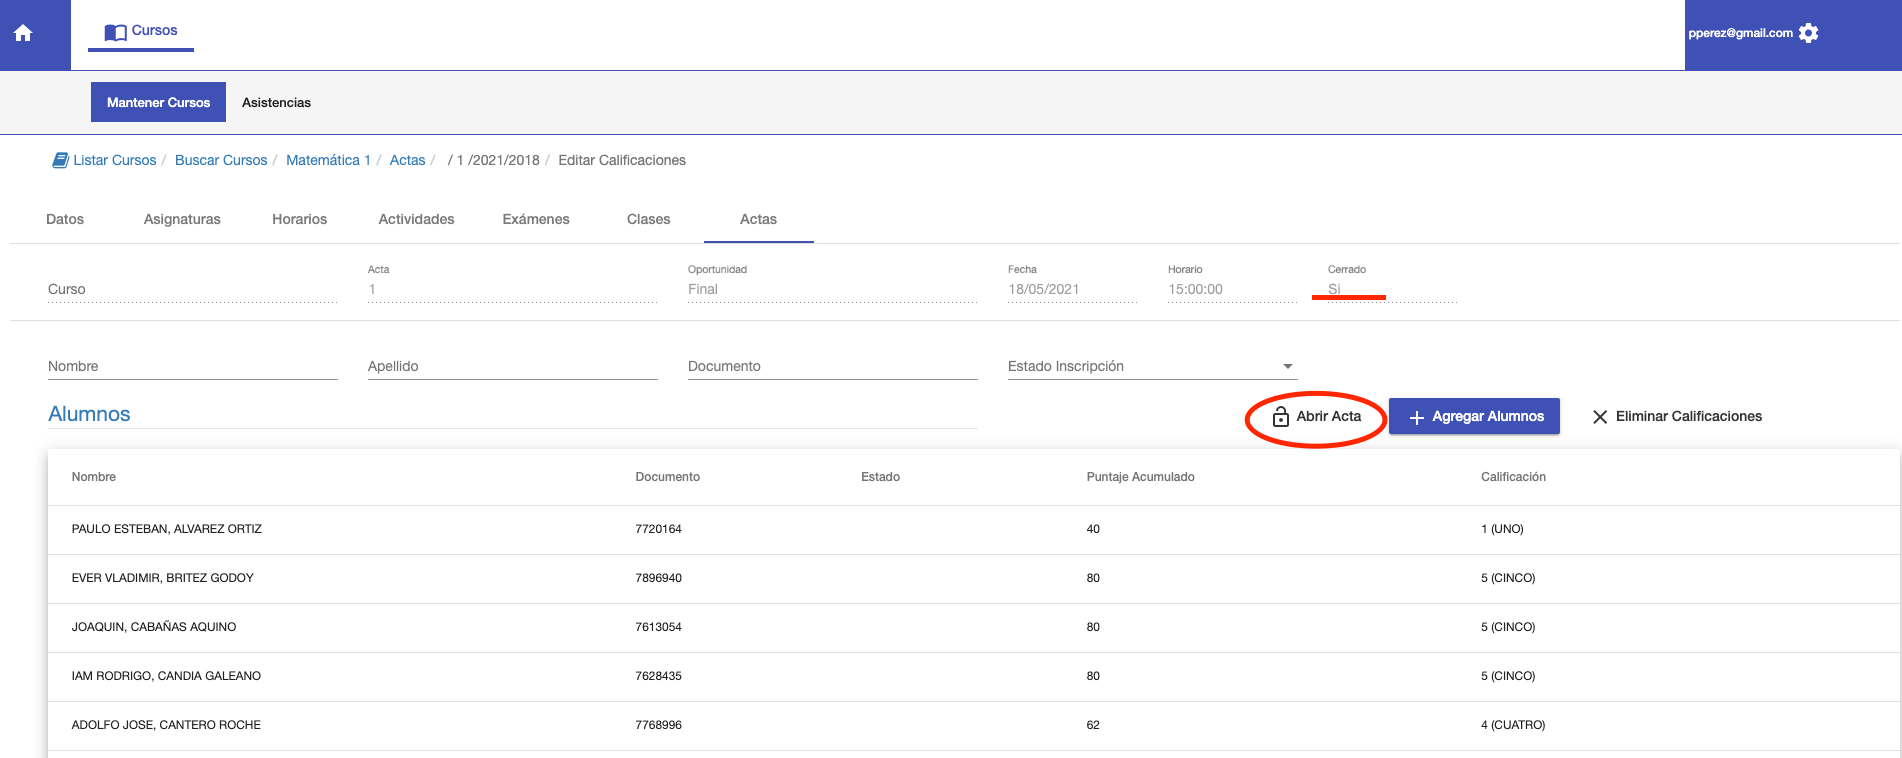 Cursos
pperez@gmail.com
Mantener Cursos Asistencias
Listar Cursos / Buscar Cursos / Matemática 1 / Actas / / 1 /2021/2018 / Editar Calificaciones
Datos Asignaturas Horarios Actividades Exámenes Clases Actas
Acta Oportunidad Fecha Horario Cerrado
Curso 1 Final 18/05/2021 15:00:00 Si
Nombre Apellido Documento Estado Inscripción
Alumnos Abrir Acta Agregar Alumnos Eliminar Calificaciones
Nombre Documento Estado Puntaje Acumulado Calificación
PAULO ESTEBAN, ALVAREZ ORTIZ 7720164 40 1 (UNO)
EVER VLADIMIR, BRITEZ GODOY 7896940 80 5 (CINCO)
JOAQUIN, CABAÑAS AQUINO 7613054 80 5 (CINCO)
IAM RODRIGO, CANDIA GALEANO 7628435 80 5 (CINCO)
ADOLFO JOSE, CANTERO ROCHE 7768996 62 4 (CUATRO)